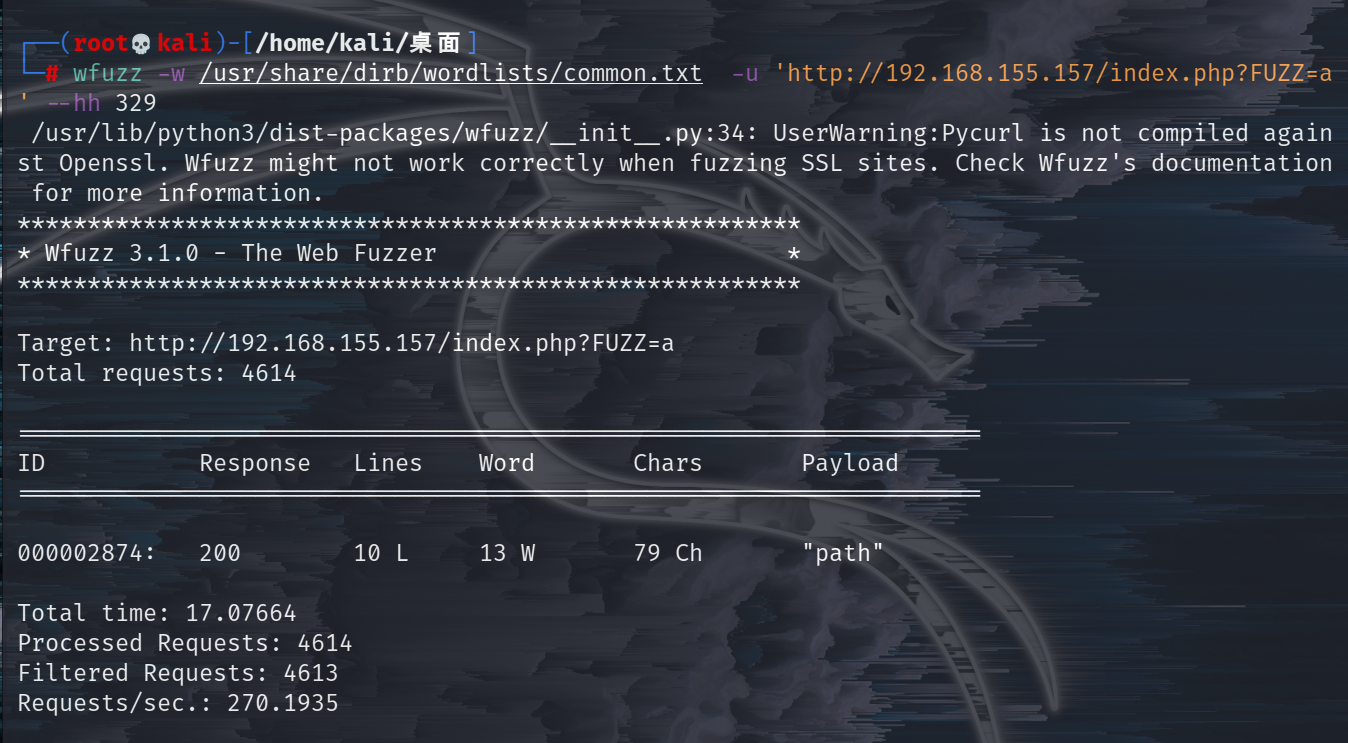 ┌──(root💀kali)-[/home/kali/桌面]
└─# wfuzz -w /usr/share/dirb/wordlists/common.txt  -u 'http://192.168.155.157/index.php?FUZZ=a
' --hh 329
 /usr/lib/python3/dist-packages/wfuzz/__init__.py:34: UserWarning:Pycurl is not compiled again
st Openssl. Wfuzz might not work correctly when fuzzing SSL sites. Check Wfuzz's documentation
 for more information.
********************************************************
* Wfuzz 3.1.0 - The Web Fuzzer                         *
********************************************************
Target: http://192.168.155.157/index.php?FUZZ=a
Total requests: 4614
=====================================================================
ID           Response   Lines    Word       Chars       Payload
=====================================================================
000002874:   200        10 L     13 W       79 Ch       "path"
Total time: 17.07664
Processed Requests: 4614
Filtered Requests: 4613
Requests/sec.: 270.1935